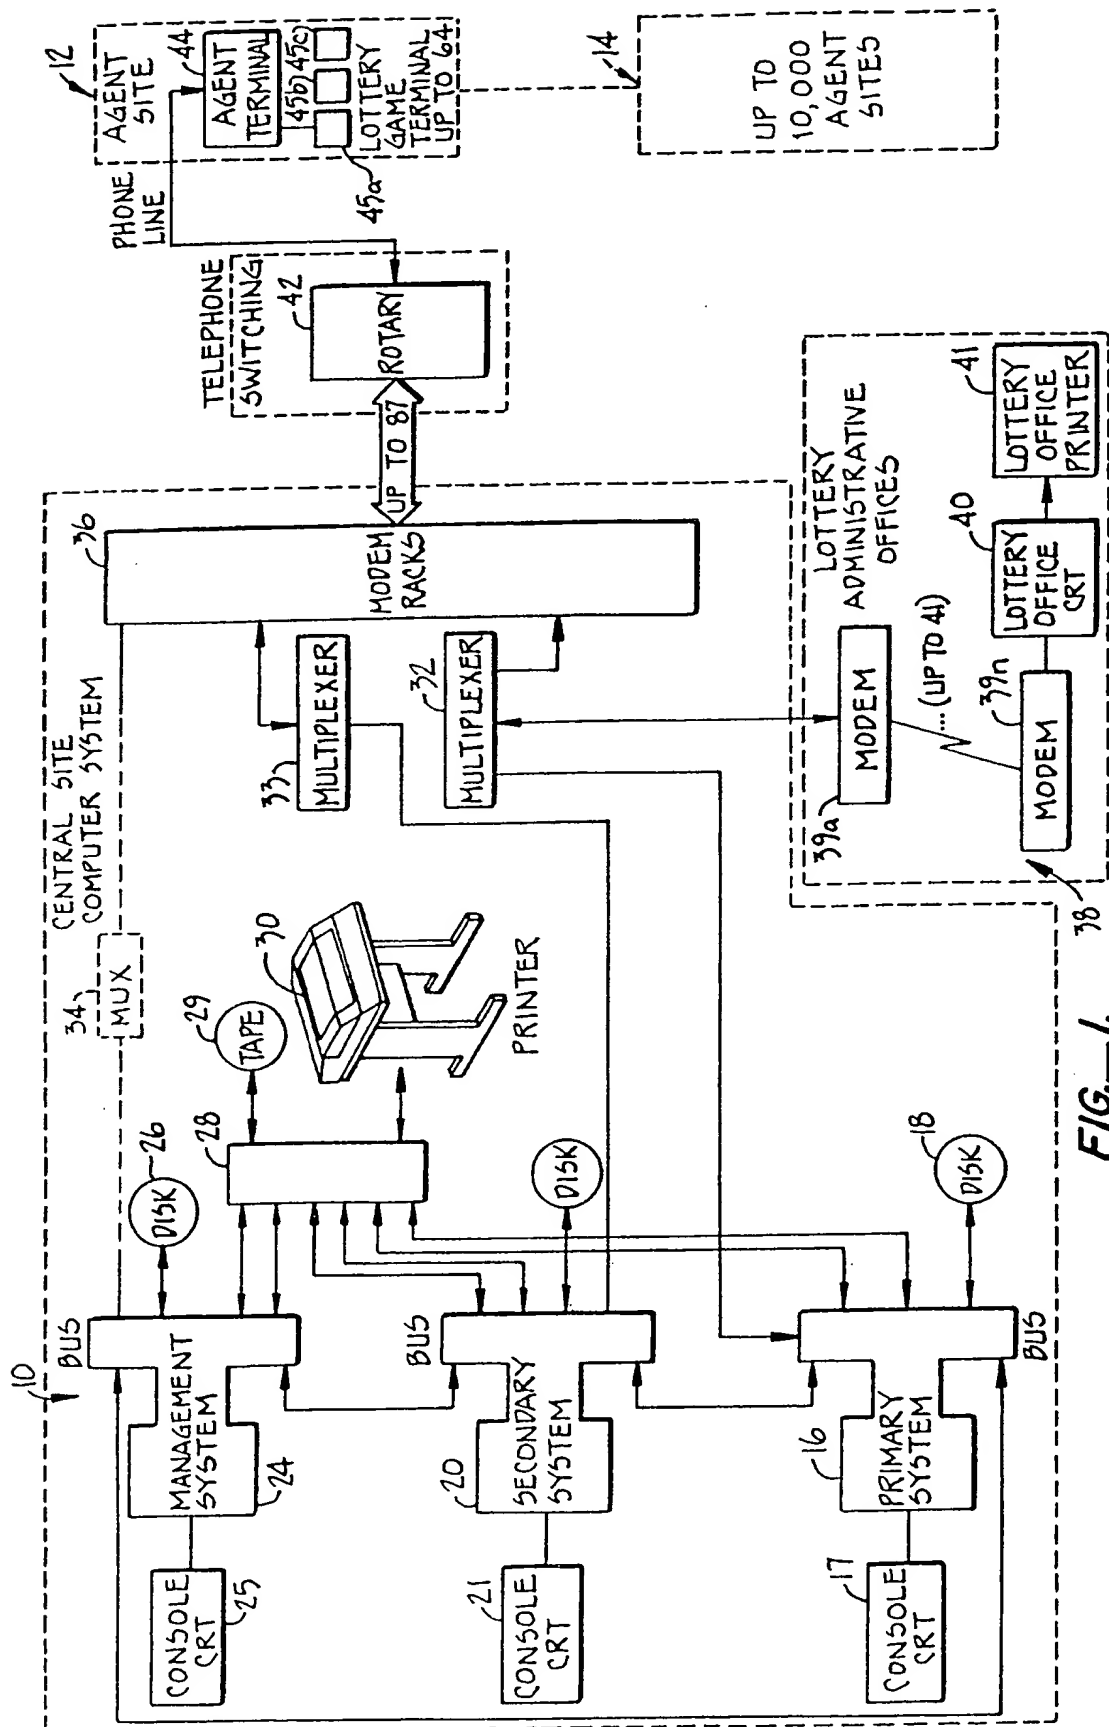 10
CENTRAL SITE
COMPUTER SYSTEM
34
MUX
36
MODEM
RACKS
BUS
26
DISK
MANAGEMENT
SYSTEM
24
CONSOLE
CRT
25
28
29
TAPE
30
PRINTER
33
MULTIPLEXER
32
MULTIPLEXER
BUS
DISK
SECONDARY
SYSTEM
20
CONSOLE
CRT
21
18
DISK
BUS
16
PRIMARY
SYSTEM
17
CONSOLE
CRT
UP TO 87
TELEPHONE
SWITCHING
42
ROTARY
PHONE
LINE
12
AGENT
SITE
44
AGENT
TERMINAL
45b
45c
45a
LOTTERY
GAME
TERMINAL
UP TO 64
14
UP TO
10,000
AGENT
SITES
LOTTERY
ADMINISTRATIVE
OFFICES
39a
MODEM
...(UP TO 41)
39n
MODEM
38
40
LOTTERY
OFFICE
CRT
41
LOTTERY
OFFICE
PRINTER
FIG.—1.